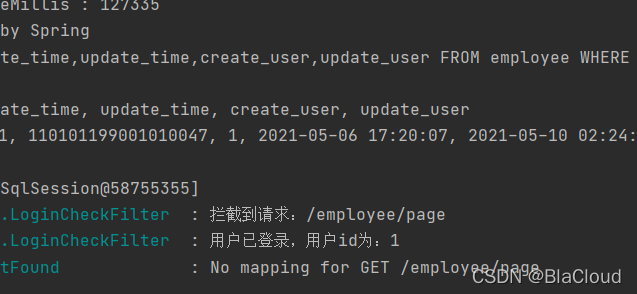 eMillis : 127335
by Spring
te_time,update_time,create_user,update_user FROM employee WHERE
ate_time, update_time, create_user, update_user
1, 110101199001010047, 1, 2021-05-06 17:20:07, 2021-05-10 02:24:
SqlSession@58755355]
.LoginCheckFilter : 拦截到请求：/employee/page
.LoginCheckFilter : 用户已登录，用户id为：1
tFound : No mapping for GET /employee/page
CSDN @BlaCloud